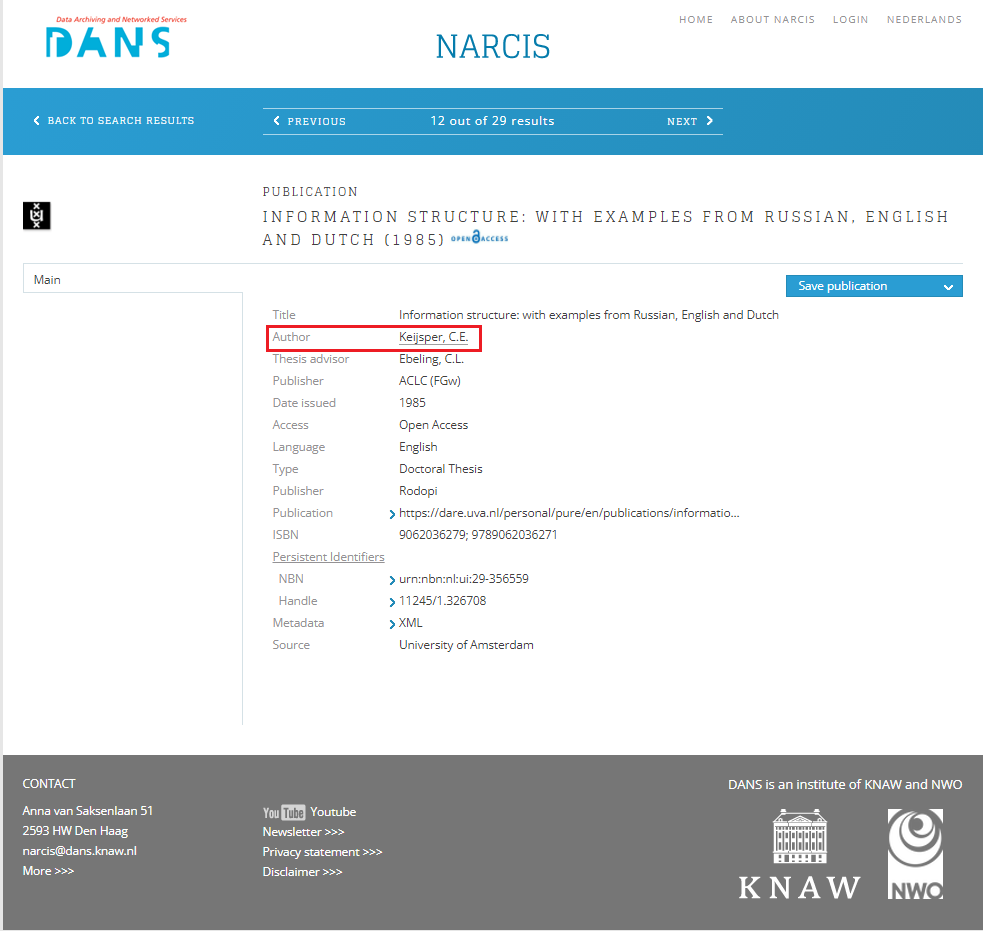 Data Archiving and Networked Services
DANS
NARCIS
HOME ABOUT NARCIS LOGIN NEDERLANDS
BACK TO SEARCH RESULTS
PREVIOUS 12 out of 29 results NEXT
PUBLICATION
INFORMATION STRUCTURE: WITH EXAMPLES FROM RUSSIAN, ENGLISH
AND DUTCH (1985) OPEN ACCESS
Main
Save publication
Title Information structure: with examples from Russian, English and Dutch
Author Keijsper, C.E.
Thesis advisor Ebeling, C.L.
Publisher ACLC (FGw)
Date issued 1985
Access Open Access
Language English
Type Doctoral Thesis
Publisher Rodopi
Publication https://dare.uva.nl/personal/pure/en/publications/informatio...
ISBN 9062036279; 9789062036271
Persistent Identifiers
NBN urn:nbn:nl:ui:29-356559
Handle 11245/1.326708
Metadata XML
Source University of Amsterdam
CONTACT
Anna van Saksenlaan 51
2593 HW Den Haag
narcis@dans.knaw.nl
More >>>
You Tube Youtube
Newsletter >>>
Privacy statement >>>
Disclaimer >>>
DANS is an institute of KNAW and NWO
KNAW
NWO